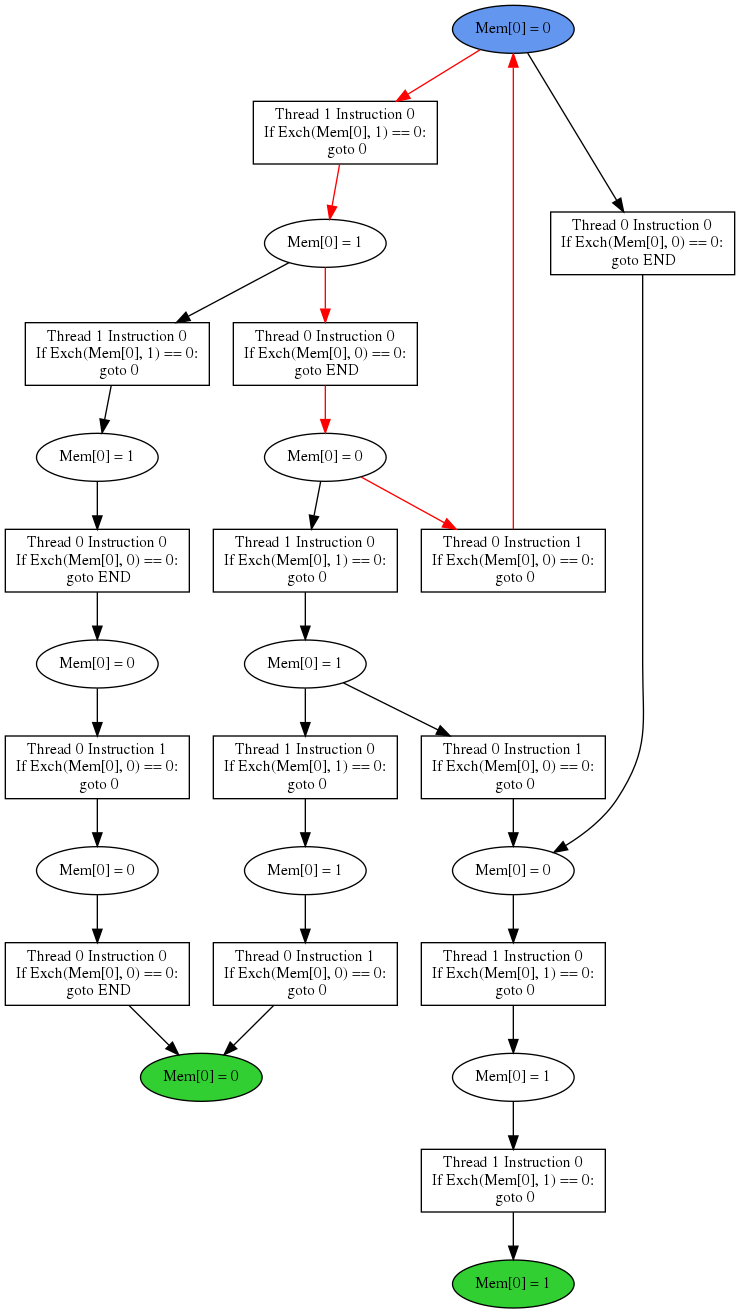 Mem[0] = 0
Thread 1 Instruction 0
If Exch(Mem[0], 1) == 0:
goto 0
Thread 0 Instruction 0
If Exch(Mem[0], 0) == 0:
goto END
Mem[0] = 1
Thread 1 Instruction 0
If Exch(Mem[0], 1) == 0:
goto 0
Thread 0 Instruction 0
If Exch(Mem[0], 0) == 0:
goto END
Mem[0] = 1
Mem[0] = 0
Thread 0 Instruction 0
If Exch(Mem[0], 0) == 0:
goto END
Thread 1 Instruction 0
If Exch(Mem[0], 1) == 0:
goto 0
Thread 0 Instruction 1
If Exch(Mem[0], 0) == 0:
goto 0
Mem[0] = 0
Mem[0] = 1
Thread 0 Instruction 1
If Exch(Mem[0], 0) == 0:
goto 0
Thread 1 Instruction 0
If Exch(Mem[0], 1) == 0:
goto 0
Thread 0 Instruction 1
If Exch(Mem[0], 0) == 0:
goto 0
Mem[0] = 0
Mem[0] = 1
Mem[0] = 0
Thread 0 Instruction 0
If Exch(Mem[0], 0) == 0:
goto END
Thread 0 Instruction 1
If Exch(Mem[0], 0) == 0:
goto 0
Thread 1 Instruction 0
If Exch(Mem[0], 1) == 0:
goto 0
Mem[0] = 0
Mem[0] = 1
Thread 1 Instruction 0
If Exch(Mem[0], 1) == 0:
goto 0
Mem[0] = 1